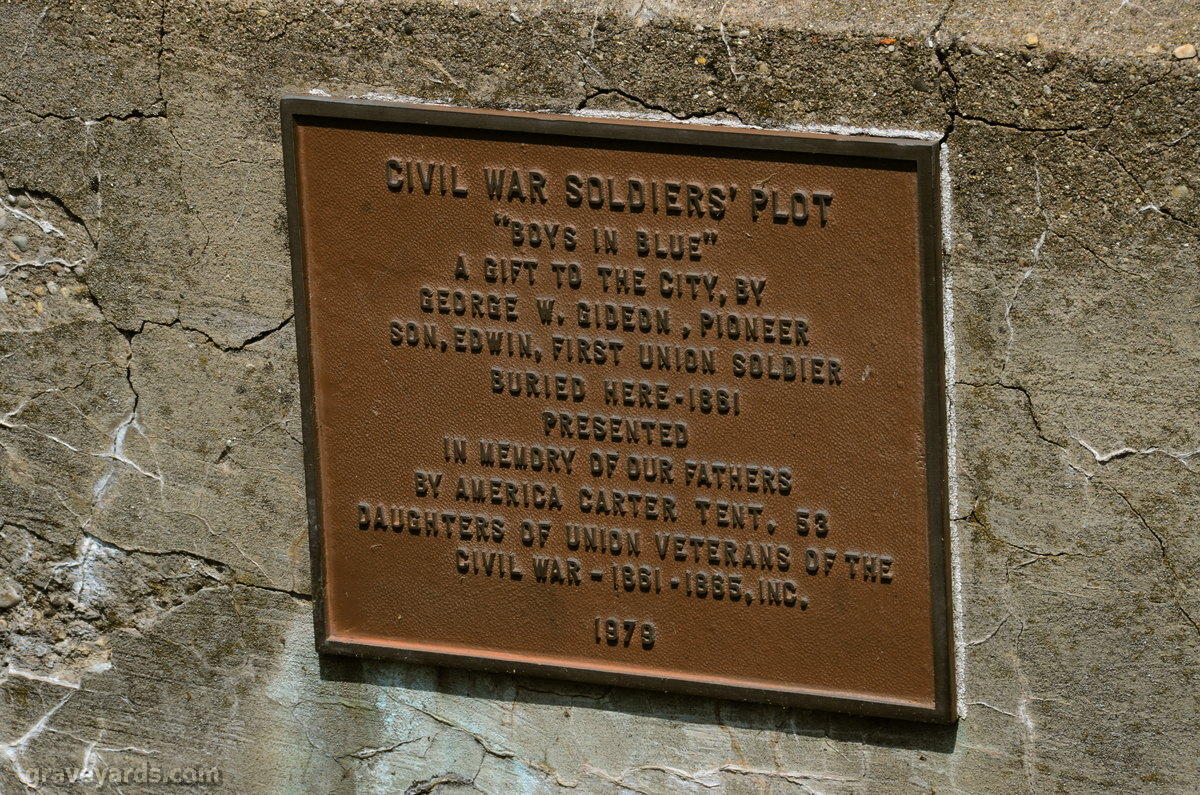 CIVIL WAR SOLDIERS' PLOT
"BOYS IN BLUE"
A GIFT TO THE CITY, BY
GEORGE W. GIDEON, PIONEER
SON, EDWIN, FIRST UNION SOLDIER
BURIED HERE-1861
PRESENTED
IN MEMORY OF OUR FATHERS
BY AMERICA CARTER TENT. 53
DAUGHTERS OF UNION VETERANS OF THE
CIVIL WAR - 1861 - 1865, INC.
1979
graveyards.com